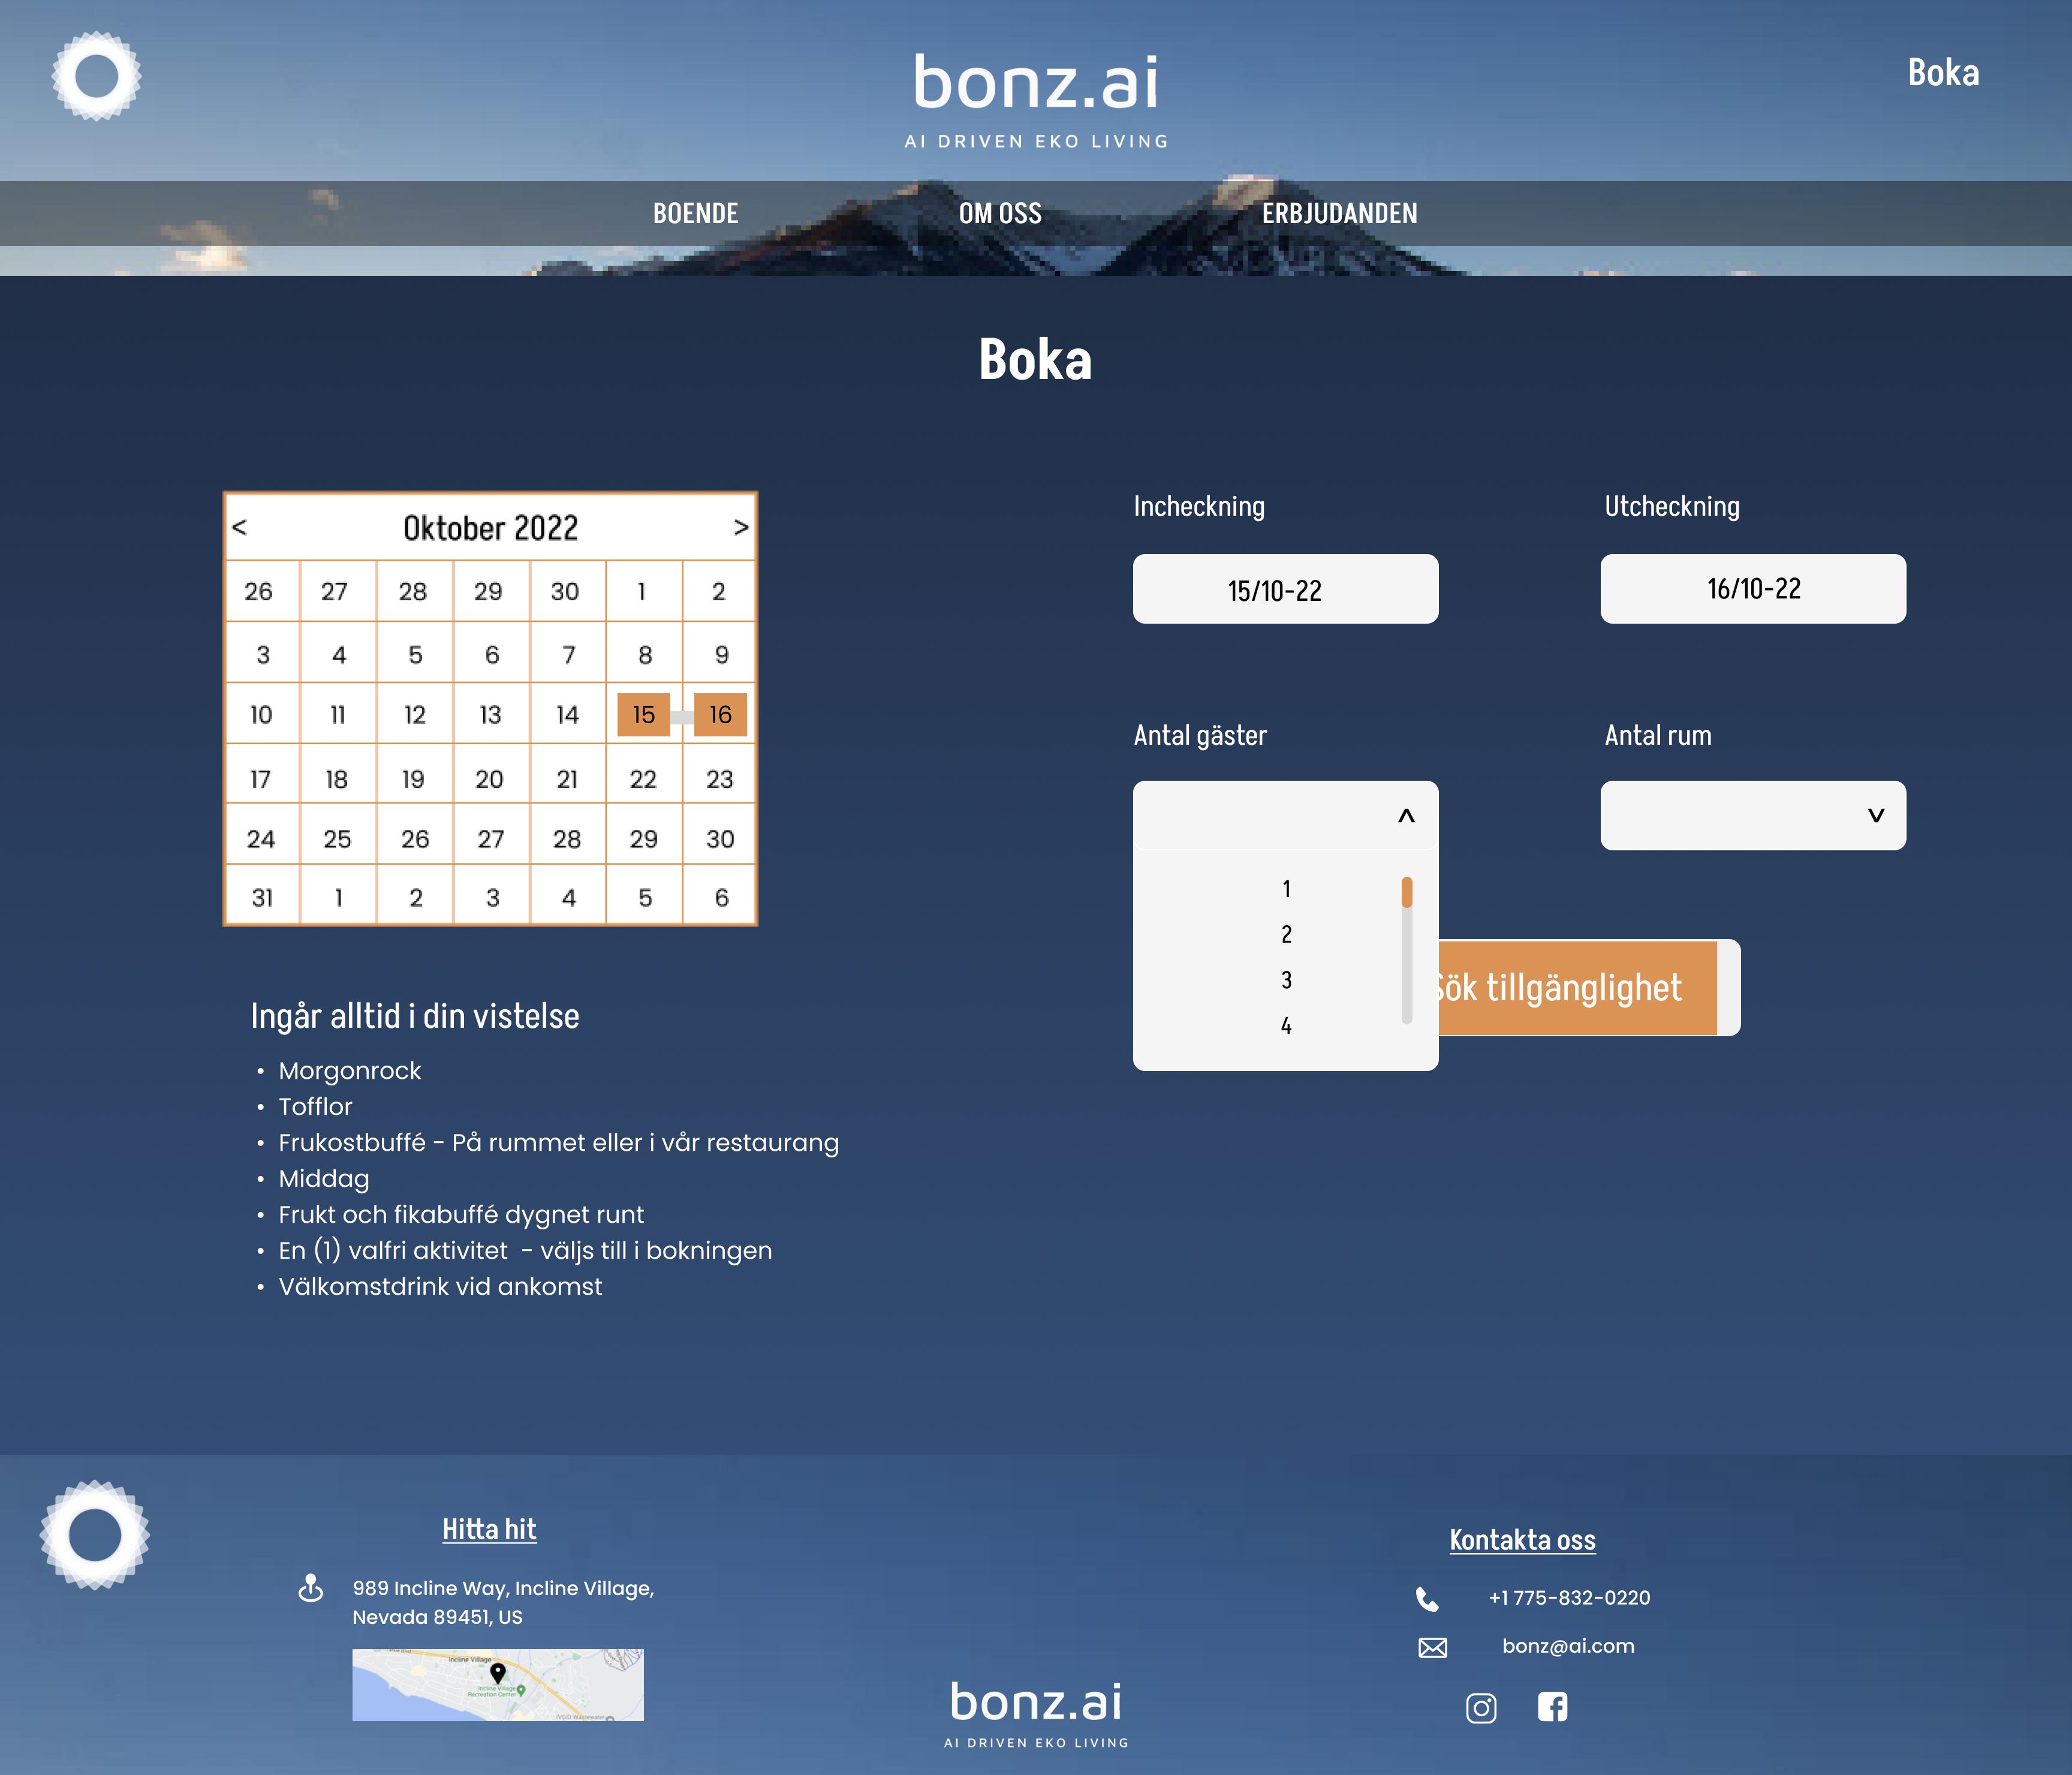 bonz.ai
AI DRIVEN EKO LIVING
Boka
BOENDE OM OSS ERBJUDANDEN
Boka
< Oktober 2022 >
26 27 28 29 30 1 2
3 4 5 6 7 8 9
10 11 12 13 14 15 16
17 18 19 20 21 22 23
24 25 26 27 28 29 30
31 1 2 3 4 5 6
Incheckning Utcheckning
15/10-22 16/10-22
Antal gäster Antal rum
1
2
3
4
Sök tillgänglighet
Ingår alltid i din vistelse
• Morgonrock
• Tofflor
• Frukostbuffé - På rummet eller i vår restaurang
• Middag
• Frukt och fikabuffé dygnet runt
• En (1) valfri aktivitet - väljs till i bokningen
• Välkomstdrink vid ankomst
Hitta hit
989 Incline Way, Incline Village,
Nevada 89451, US
Incline Village
Incline Village
Recreation Center
bonz.ai
AI DRIVEN EKO LIVING
Kontakta oss
+1 775-832-0220
bonz@ai.com